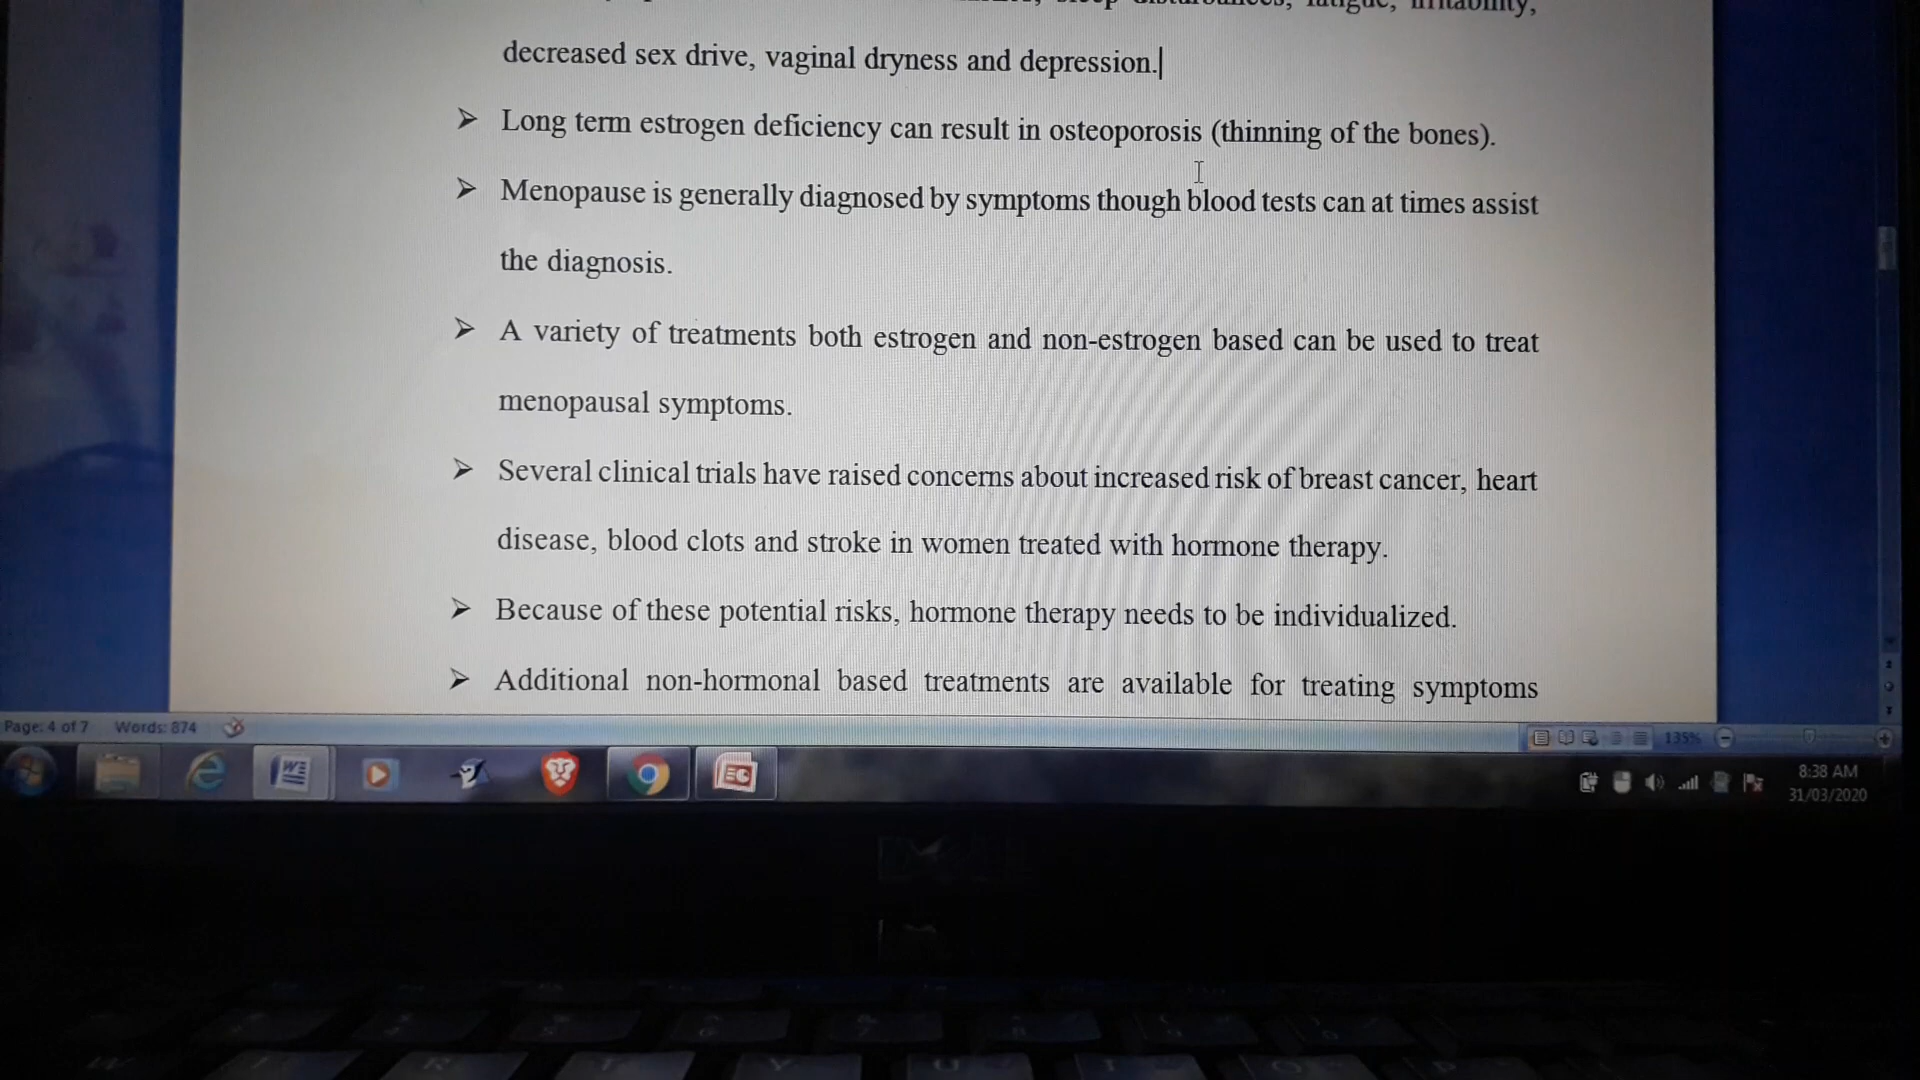 disturbances, fatigue, irritability,
decreased sex drive, vaginal dryness and depression.
➢ Long term estrogen deficiency can result in osteoporosis (thinning of the bones).
➢ Menopause is generally diagnosed by symptoms though blood tests can at times assist
the diagnosis.
➢ A variety of treatments both estrogen and non-estrogen based can be used to treat
menopausal symptoms.
➢ Several clinical trials have raised concerns about increased risk of breast cancer, heart
disease, blood clots and stroke in women treated with hormone therapy.
➢ Because of these potential risks, hormone therapy needs to be individualized.
➢ Additional non-hormonal based treatments are available for treating symptoms
Page: 4 of 7 Words: 874 135%
8:38 AM
31/03/2020